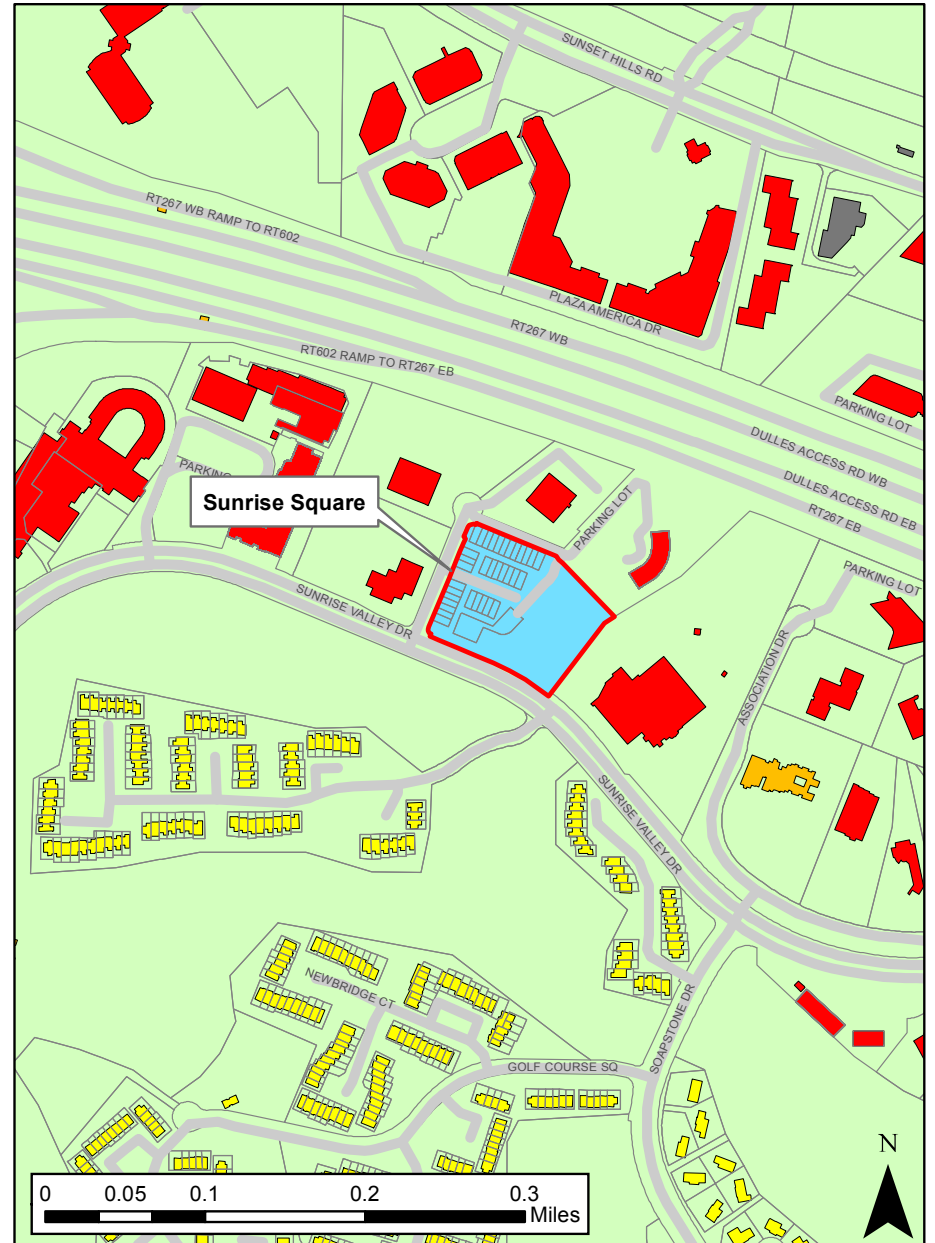 SUNSET HILLS RD
RT267 WB RAMP TO RT602
PLAZA AMERICA DR
RT267 WB
RT602 RAMP TO RT267 EB
PARKING LOT
DULLES ACCESS RD WB
DULLES ACCESS RD EB
RT267 EB
PARKING
Sunrise Square
PARKING LOT
PARKING LOT
SUNRISE VALLEY DR
ASSOCIATION DR
SUNRISE VALLEY DR
NEWBRIDGE CT
SOAPSTONE DR
GOLF COURSE SQ
N
0 0.05 0.1 0.2 0.3
Miles